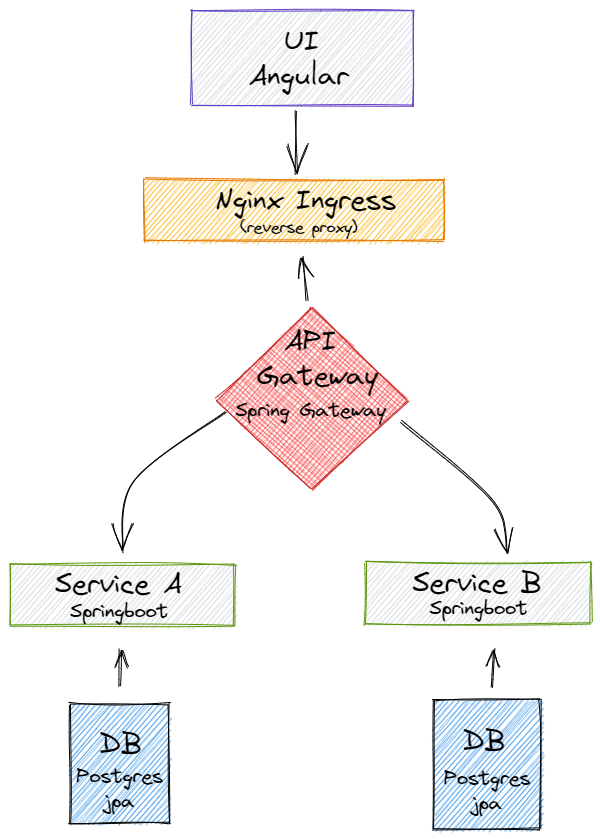 UI
Angular
Nginx Ingress
(reverse proxy)
API
Gateway
Spring Gateway
Service A
Springboot
Service B
Springboot
DB
Postgres
jpa
DB
Postgres
jpa